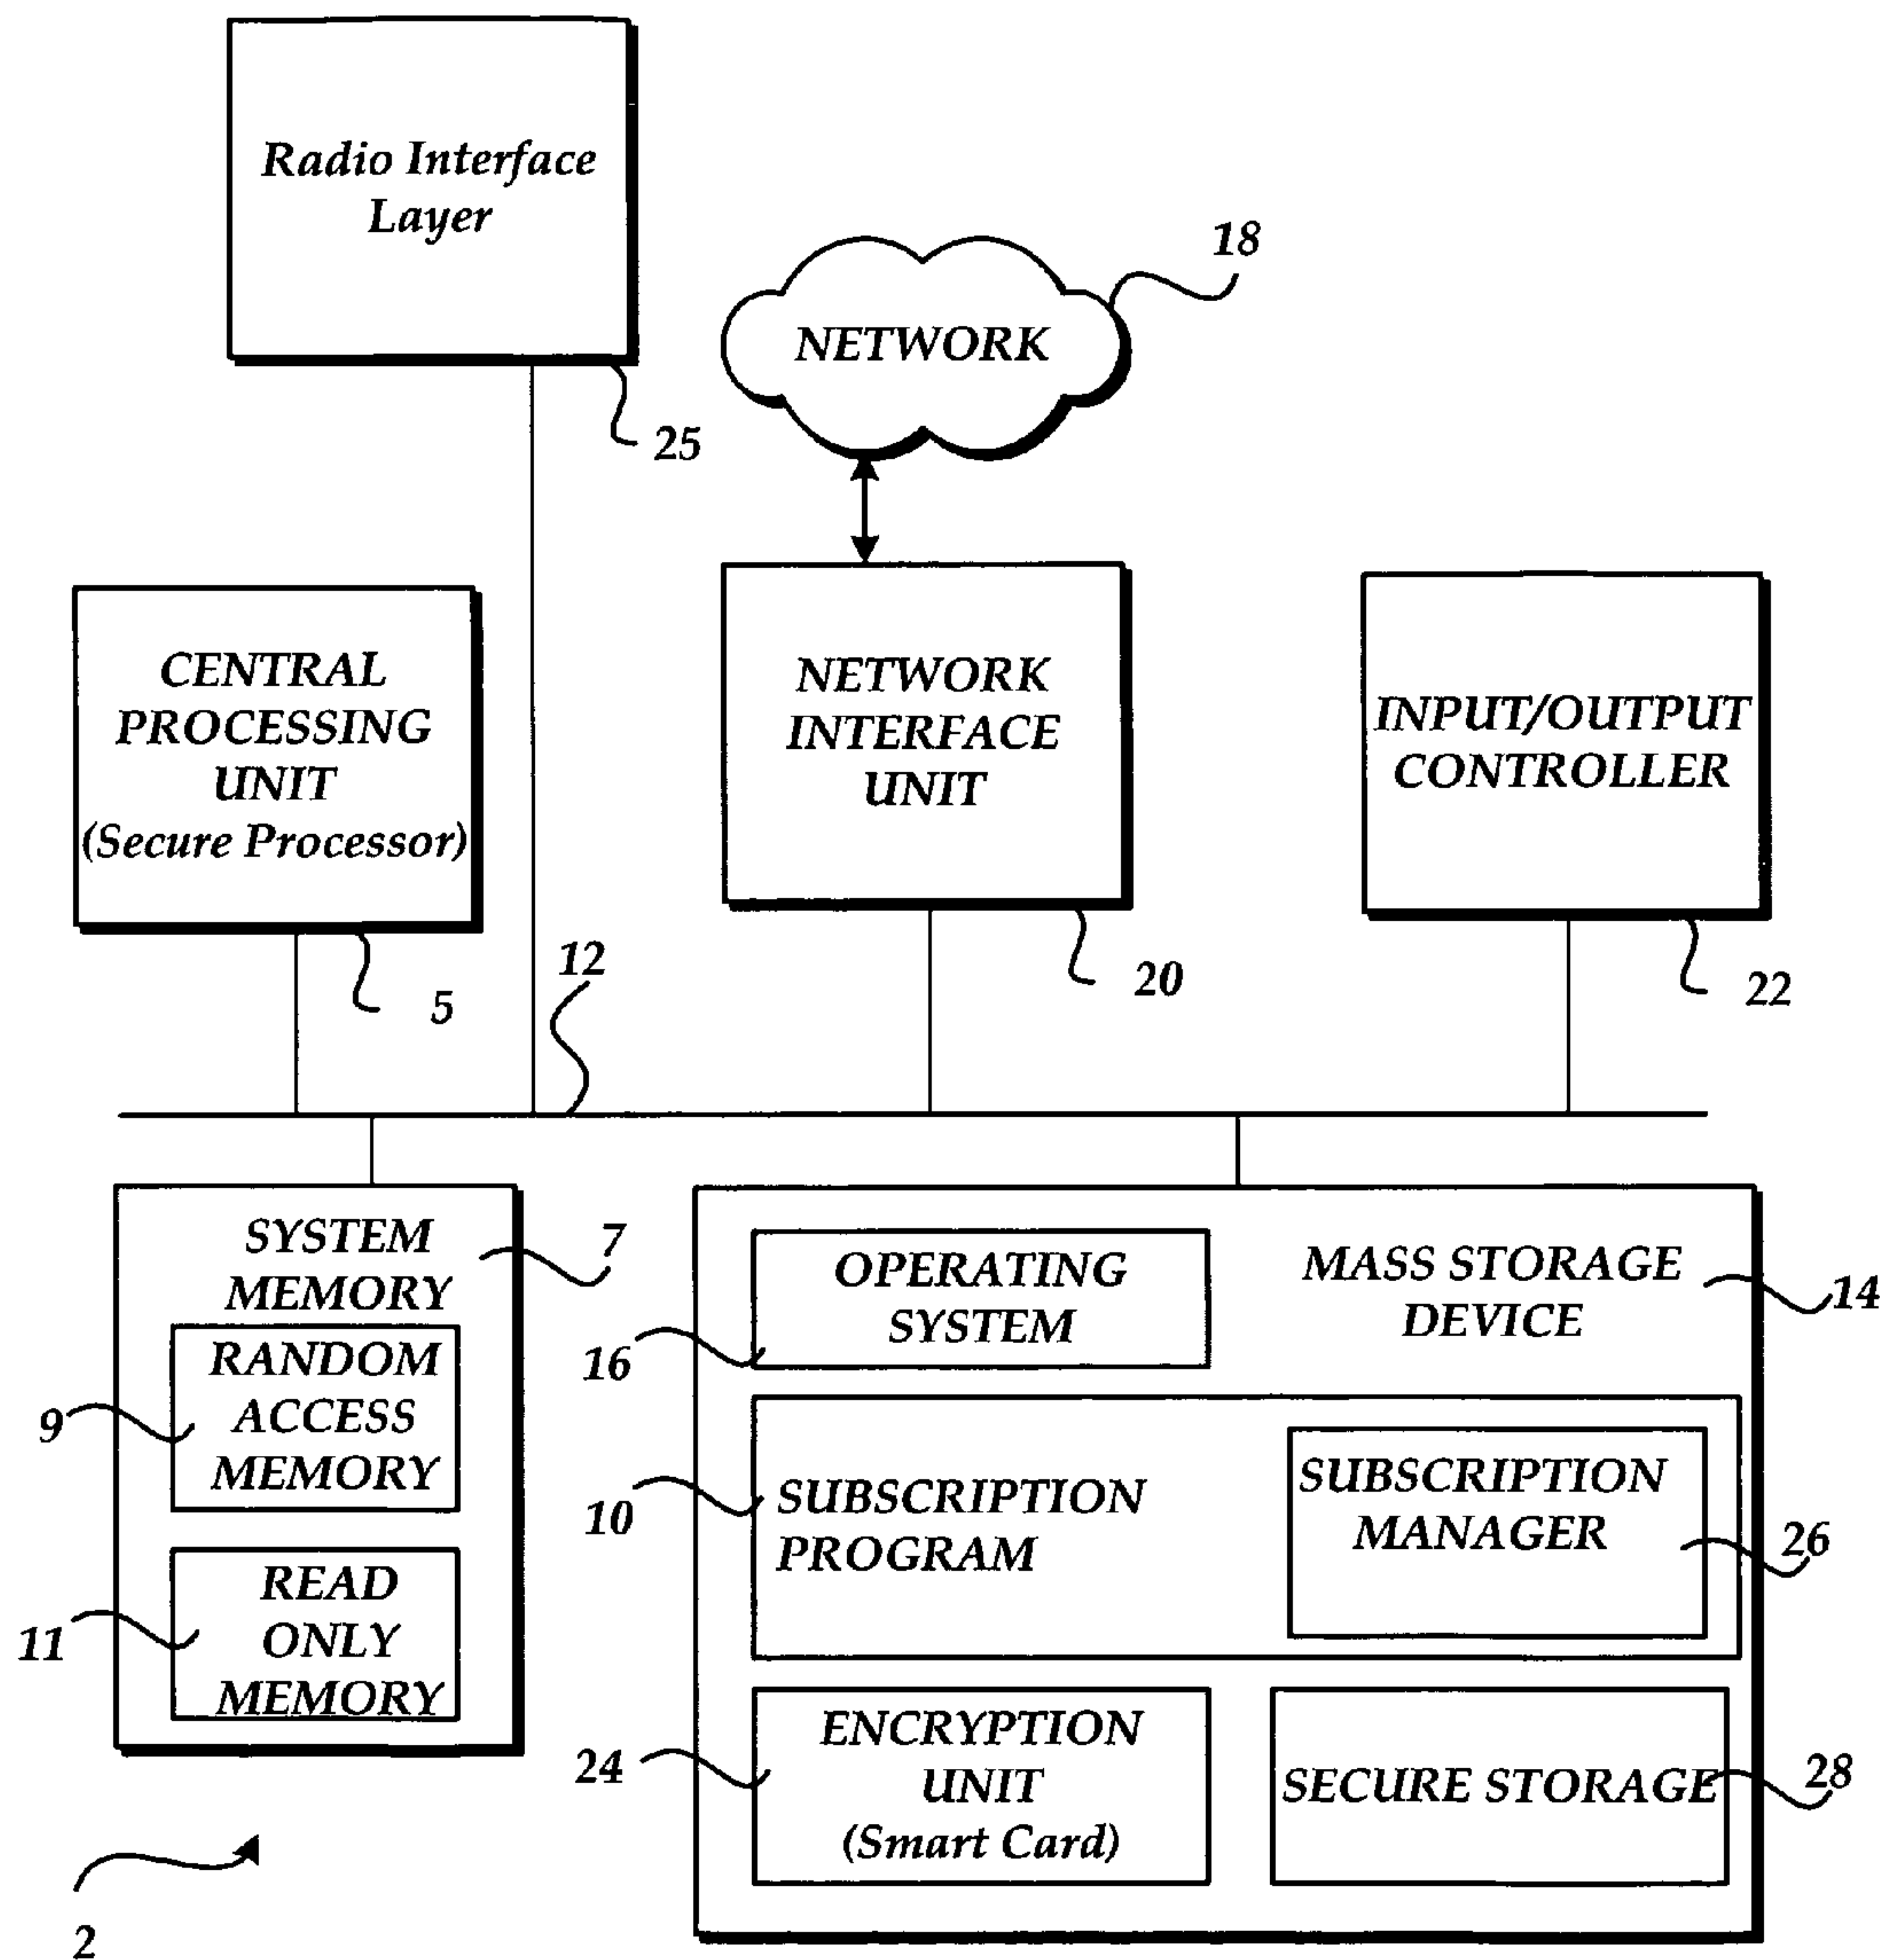 Radio Interface
Layer
25
18
NETWORK
CENTRAL
PROCESSING
UNIT
(Secure Processor)
5
12
NETWORK
INTERFACE
UNIT
20
INPUT/OUTPUT
CONTROLLER
22
SYSTEM
MEMORY
7
RANDOM
ACCESS
MEMORY
9
READ
ONLY
MEMORY
11
OPERATING
SYSTEM
16
MASS STORAGE
DEVICE
14
SUBSCRIPTION
PROGRAM
10
SUBSCRIPTION
MANAGER
26
ENCRYPTION
UNIT
(Smart Card)
24
SECURE STORAGE
28
2